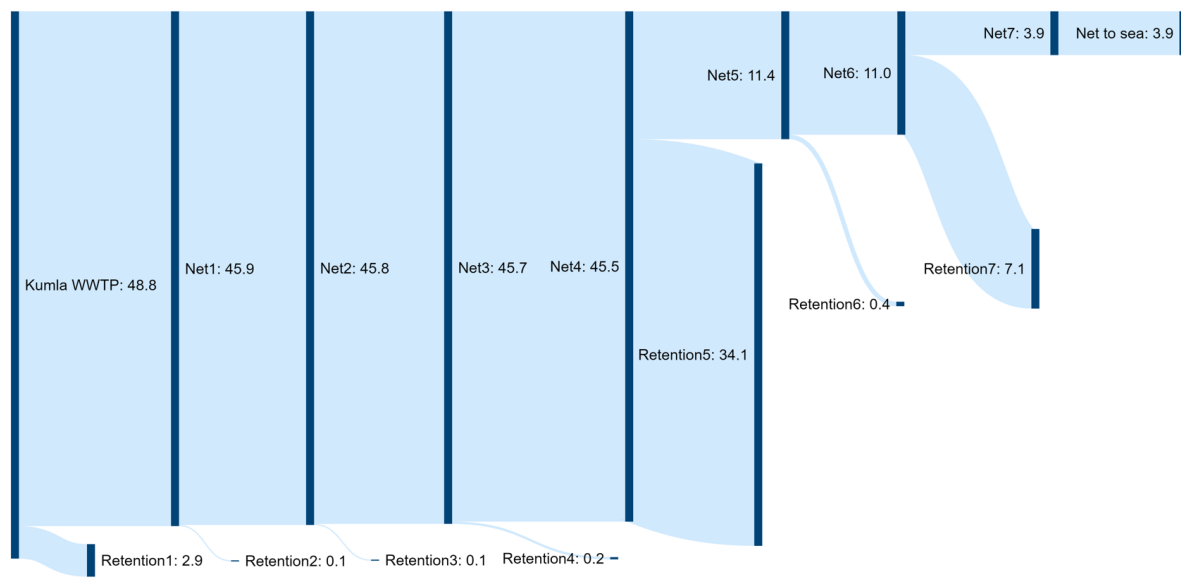 Net7: 3.9
Net to sea: 3.9
Net5: 11.4
Net6: 11.0
Net1: 45.9
Net2: 45.8
Net3: 45.7
Net4: 45.5
Retention7: 7.1
Kumla WWTP: 48.8
Retention6: 0.4
Retention5: 34.1
Retention4: 0.2
Retention1: 2.9
Retention2: 0.1
Retention3: 0.1